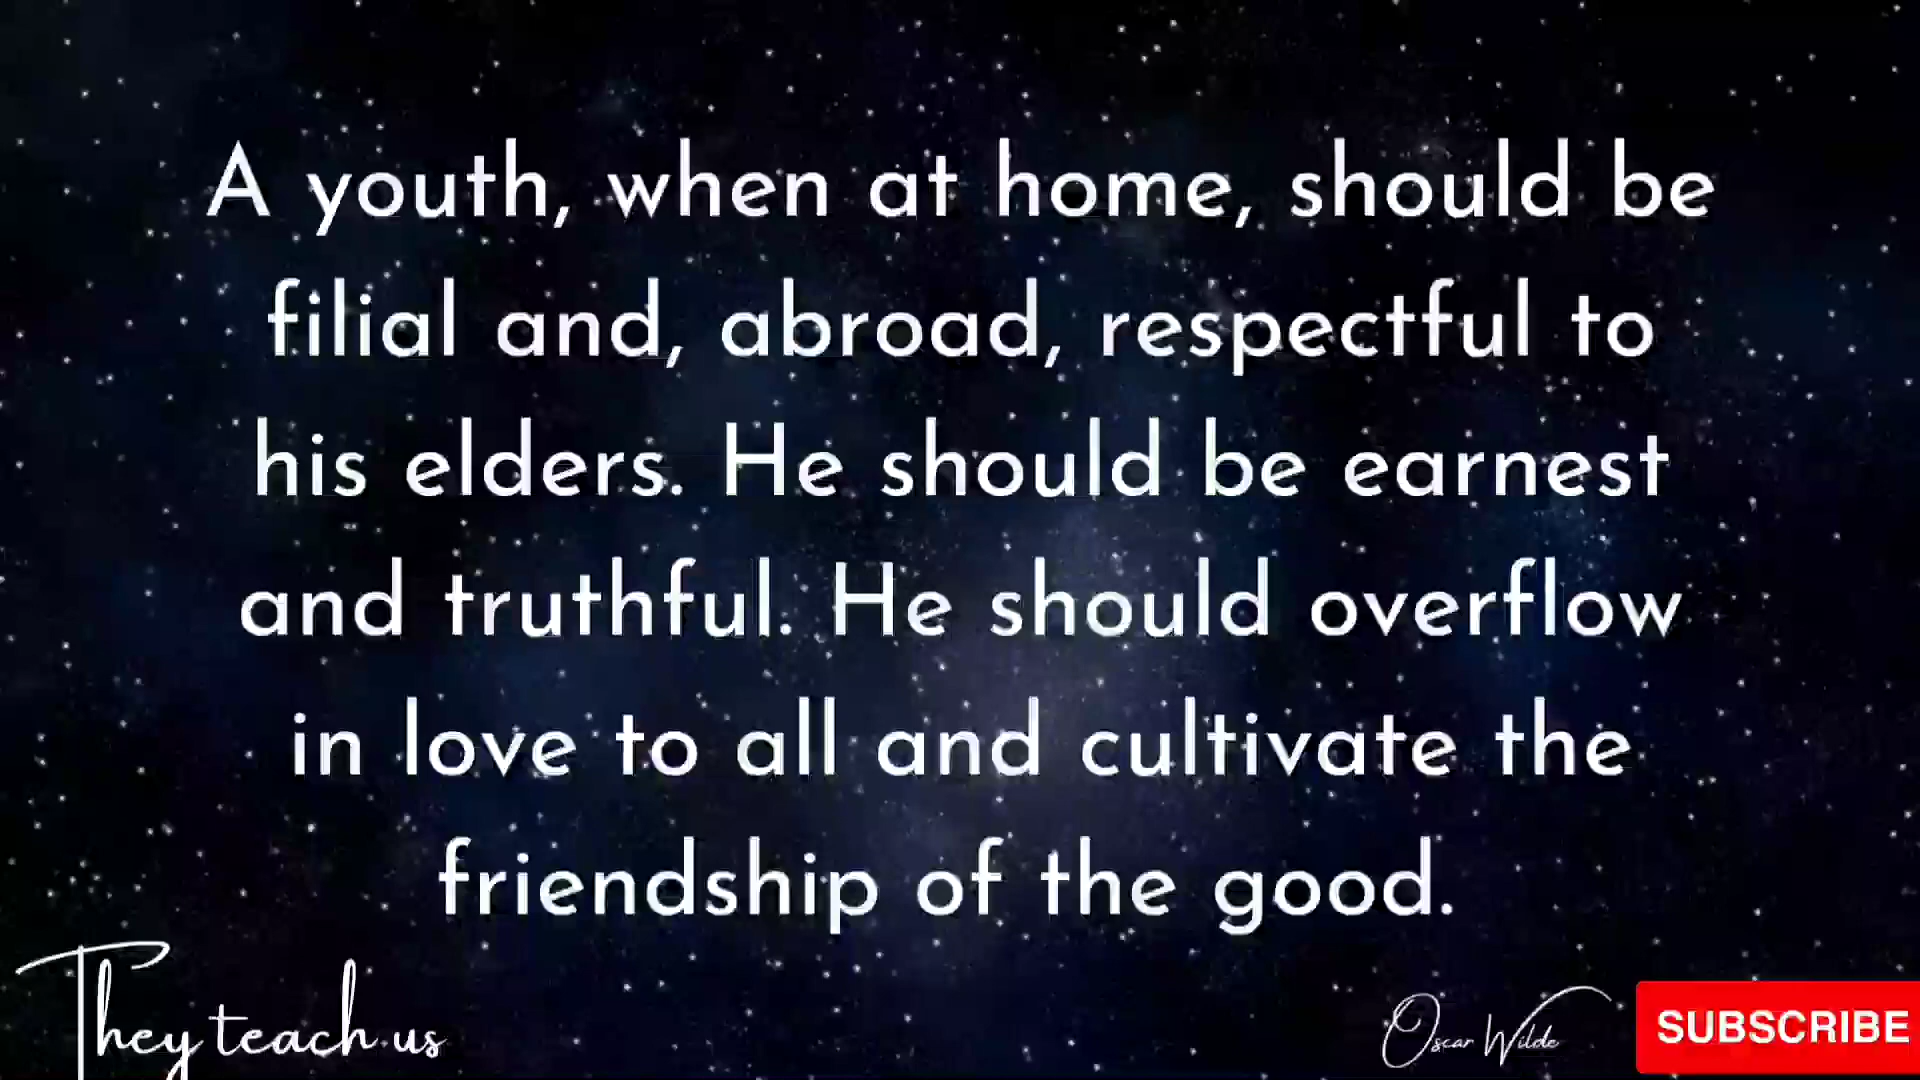 A youth, when at home, should be
filial and, abroad, respectful to
his elders. He should be earnest
and truthful. He should overflow
in love to all and cultivate the
friendship of the good.
They teach us
Oscar Wilde
SUBSCRIBE